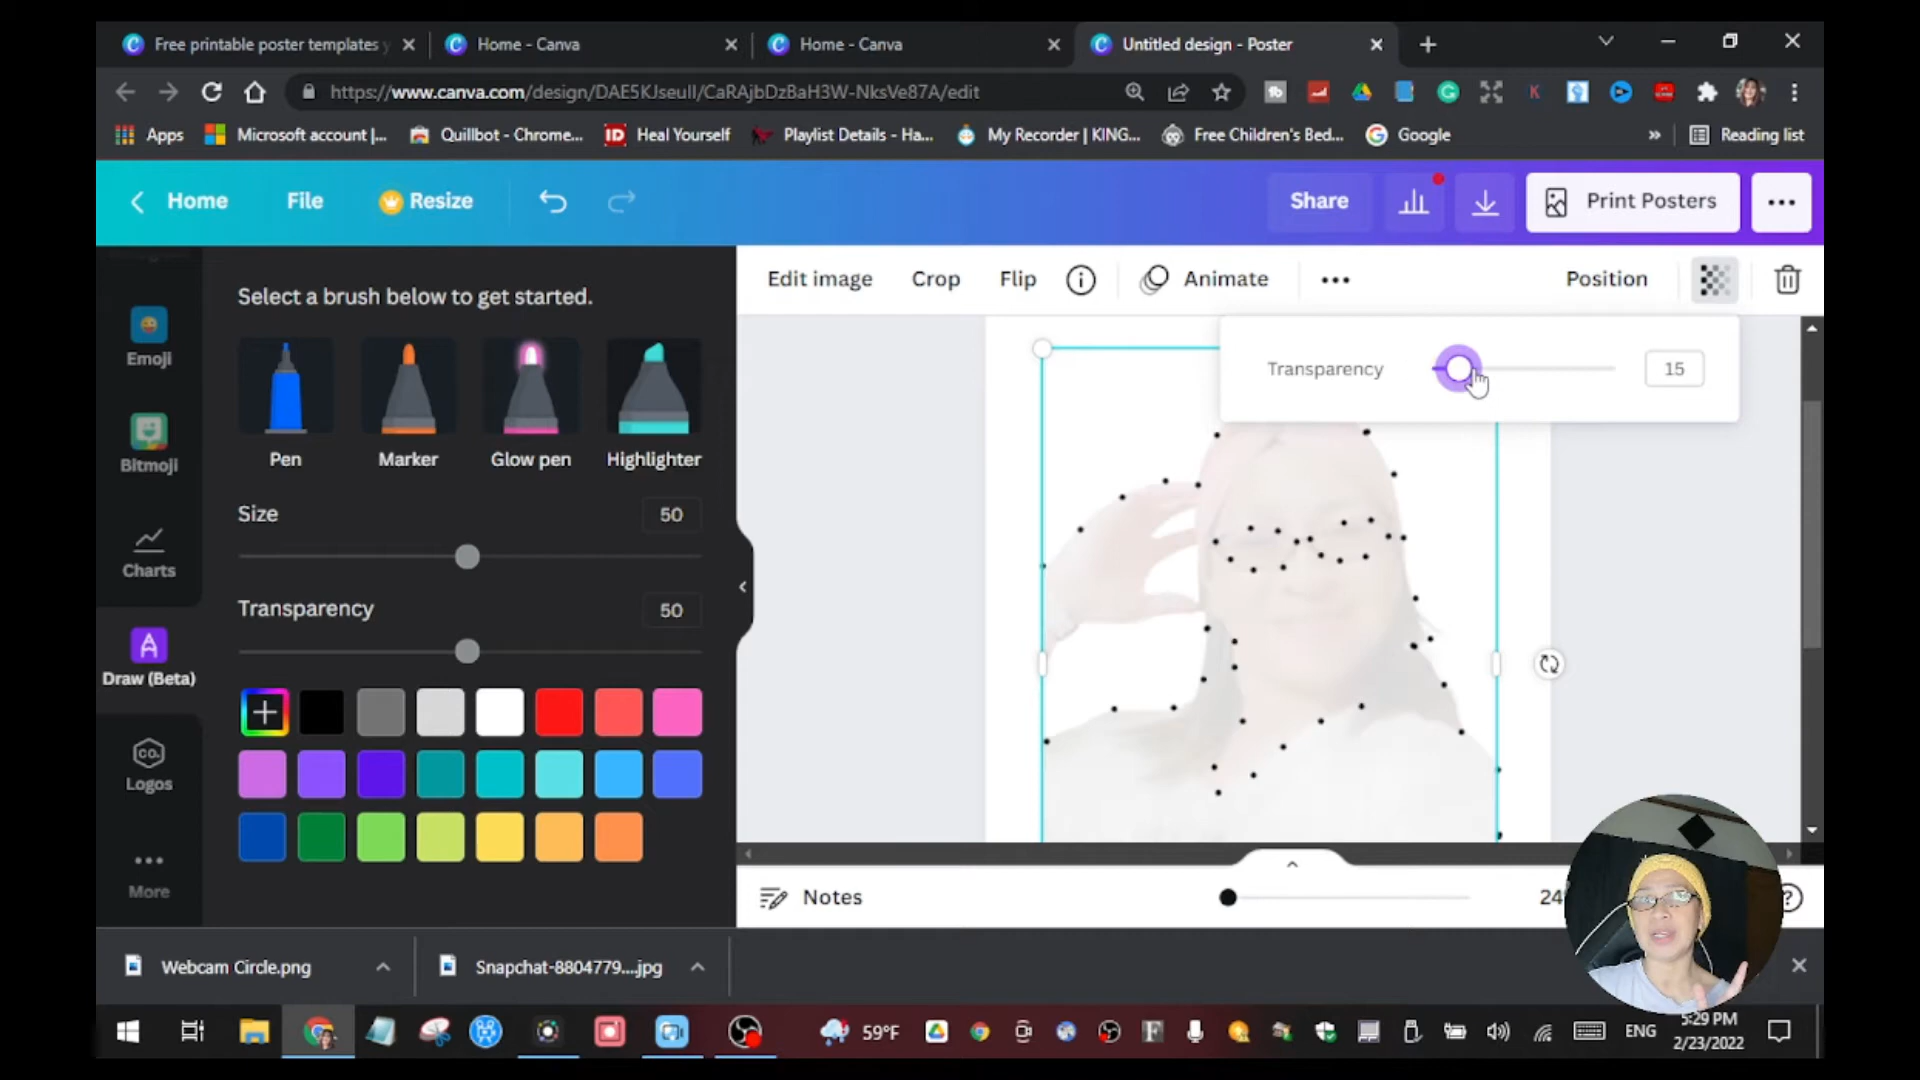 Free printable poster templates y
Home - Canva
Home - Canva
Untitled design - Poster
https://www.canva.com/design/DAE5KJseuII/CaRAjbDzBaH3W-NksVe87A/edit
Apps
Microsoft account |...
Quillbot - Chrome...
ID
Heal Yourself
Playlist Details - Ha...
My Recorder | KING...
Free Children's Bed...
Google
»
Reading list
Home
File
Resize
Share
Print Posters
Edit image
Crop
Flip
Animate
Position
Emoji
Bitmoji
Charts
Draw (Beta)
CO.
Logos
More
Select a brush below to get started.
Pen
Marker
Glow pen
Highlighter
Size
50
Transparency
50
Transparency
15
Notes
24
?
Webcam Circle.png
Snapchat-8804779....jpg
59°F
ENG
5:29 PM
2/23/2022